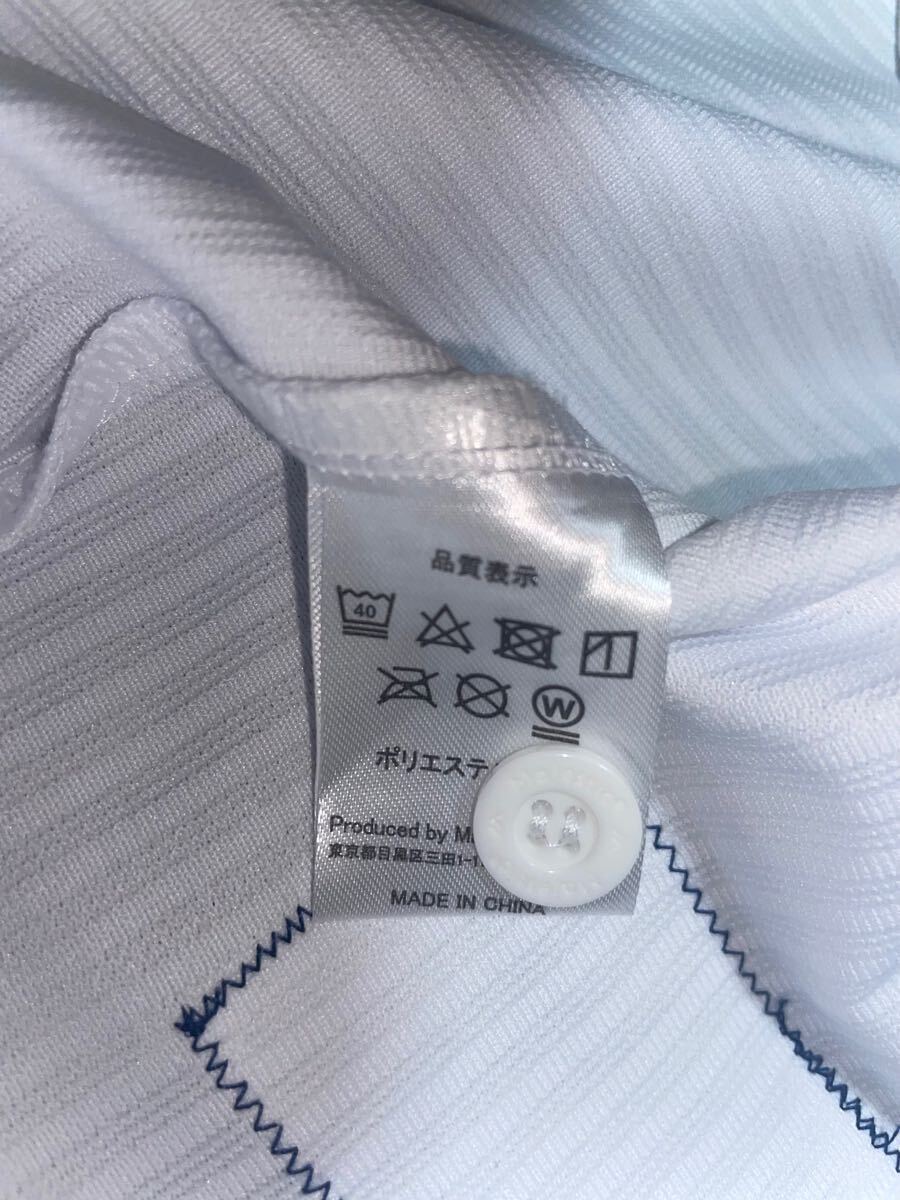 品質表示
40
W
ポリエステ
Produced by M
東京都目黒区三田1-1
MADE IN CHINA